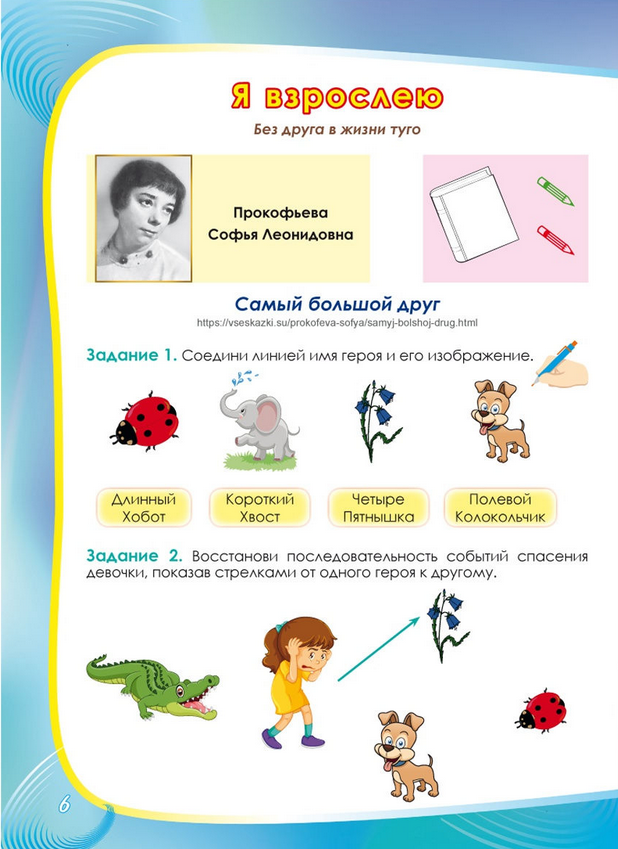 Я взрослею
Без друга в жизни туго
Прокофьева
Софья Леонидовна
Самый большой друг
https://vseskazki.su/prokofeva-sofya/samyj-bolshoj-drug.html
Задание 1. Соедини линией имя героя и его изображение.
Длинный
Хобот
Короткий
Хвост
Четыре
Пятнышка
Полевой
Колокольчик
Задание 2. Восстанови последовательность событий спасения
девочки, показав стрелками от одного героя к другому.
6